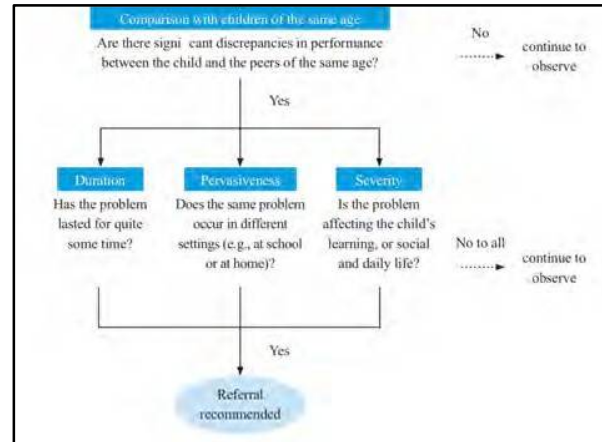 Comparison with children of the same age
Are there signi cant discrepancies in performance
between the child and the peers of the same age?
No
continue to
observe
Yes
Duration
Has the problem
lasted for quite
some time?
Pervasiveness
Does the same problem
occur in different
settings (e.g., at school
or at home)?
Severity
Is the problem
affecting the child's
learning, or social
and daily life?
No to all
continue to
observe
Yes
Referral
recommended